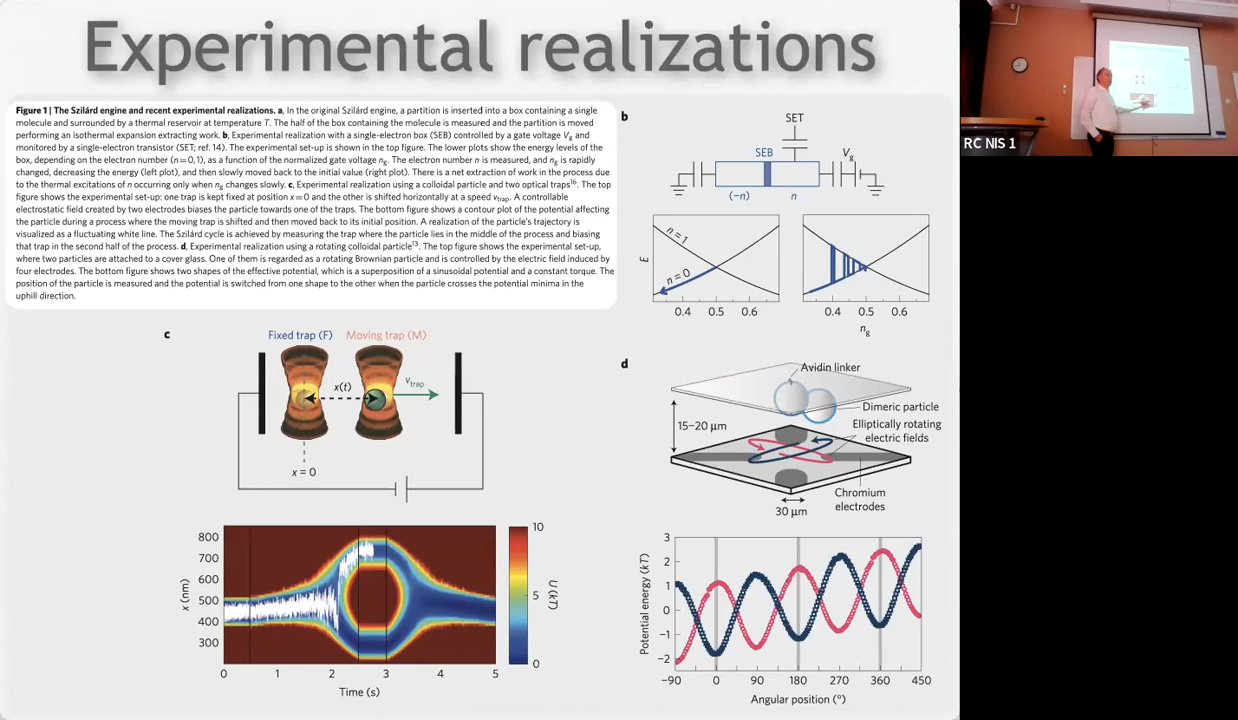 Experimental realizations
Figure 1 | The Szilárd engine and recent experimental realizations. a, In the original Szilárd engine, a partition is inserted into a box containing a single
molecule and surrounded by a thermal reservoir at temperature T. The half of the box containing the molecule is measured and the partition is moved
performing an isothermal expansion extracting work. b, Experimental realization with a single-electron box (SEB) controlled by a gate voltage Vg and
monitored by a single-electron transistor (SET; ref. 14). The experimental set-up is shown in the top figure. The lower plots show the energy levels of the
box, depending on the electron number (n=0,1), as a function of the normalized gate voltage ng. The electron number n is measured, and ng is rapidly
changed, decreasing the energy (left plot), and then slowly moved back to the initial value (right plot). There is a net extraction of work in the process due
to the thermal excitations of n occurring only when ng changes slowly. c, Experimental realization using a colloidal particle and two optical traps16. The top
figure shows the experimental set-up: one trap is kept fixed at position x=0 and the other is shifted horizontally at a speed vtrap. A controllable
electrostatic field created by two electrodes biases the particle towards one of the traps. The bottom figure shows a contour plot of the potential affecting
the particle during a process where the moving trap is shifted and then moved back to its initial position. A realization of the particle's trajectory is
visualized as a fluctuating white line. The Szilárd cycle is achieved by measuring the trap where the particle lies in the middle of the process and biasing
that trap in the second half of the process. d, Experimental realization using a rotating colloidal particle13. The top figure shows the experimental set-up,
where two particles are attached to a cover glass. One of them is regarded as a rotating Brownian particle and is controlled by the electric field induced by
four electrodes. The bottom figure shows two shapes of the effective potential, which is a superposition of a sinusoidal potential and a constant torque. The
position of the particle is measured and the potential is switched from one shape to the other when the particle crosses the potential minima in the
uphill direction.
b
SET
SEB
Vg
(−n)
n
n=1
n=0
E
0.4 0.5 0.6
0.4 0.5 0.6
ng
c
Fixed trap (F)
Moving trap (M)
x(t)
vtrap
x = 0
800
700
600
500
400
300
x (nm)
0 1 2 3 4 5
Time (s)
10
5
0
U (kT)
d
Avidin linker
Dimeric particle
15–20 μm
Elliptically rotating
electric fields
Chromium
electrodes
30 μm
3
2
1
0
−1
−2
Potential energy (kT)
−90 0 90 180 270 360 450
Angular position (°)
RC NIS 1